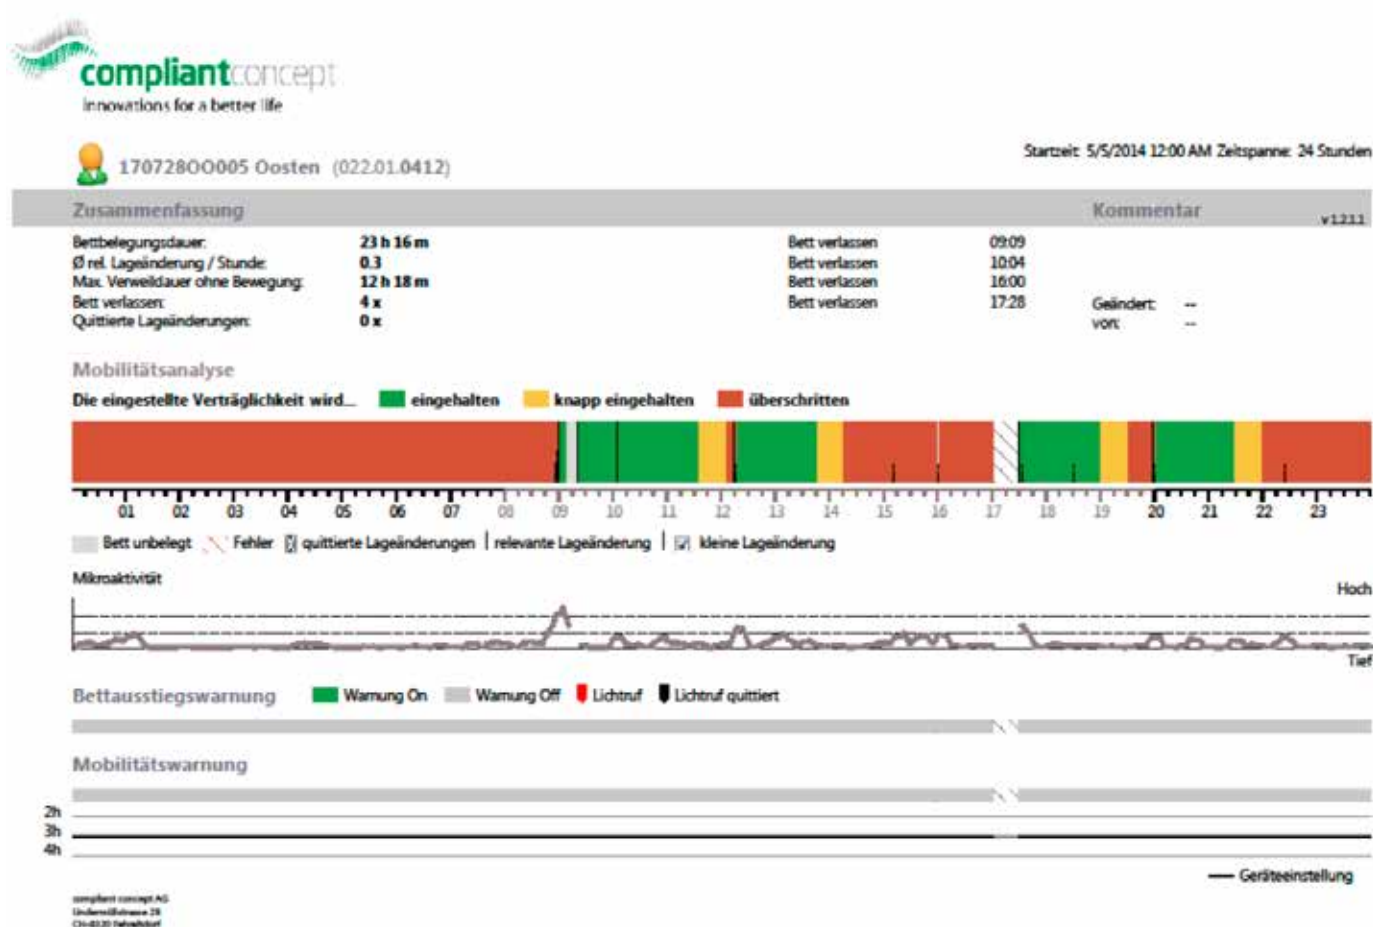 compliantconcept
innovations for a better life
170728OO005 Oosten (022.01.0412)
Startzeit: 5/5/2014 12:00 AM Zeitspanne: 24 Stunden
Zusammenfassung Kommentar v1.2.1.1
Bettbelegungsdauer: 23 h 16 m Bett verlassen 09:09
Ø rel. Lageänderung / Stunde: 0.3 Bett verlassen 10:04
Max. Verweildauer ohne Bewegung: 12 h 18 m Bett verlassen 16:00
Bett verlassen: 4 x Bett verlassen 17:28 Geändert: --
Quittierte Lageänderungen: 0 x von: --
Mobilitätsanalyse
Die eingestellte Verträglichkeit wird... eingehalten knapp eingehalten überschritten
01 02 03 04 05 06 07 08 09 10 11 12 13 14 15 16 17 18 19 20 21 22 23
Bett unbelegt Fehler quittierte Lageänderungen relevante Lageänderung kleine Lageänderung
Mikroaktivität
Hoch
Tief
Bettausstiegswarnung Warnung On Warnung Off Lichtruf Lichtruf quittiert
Mobilitätswarnung
2h
3h
4h
Geräteeinstellung
compliant concept AG